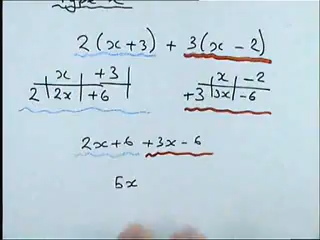 2(x+3) + 3(x-2)
x +3
2 2x +6
x -2
+3 3x -6
2x+6 +3x-6
5x